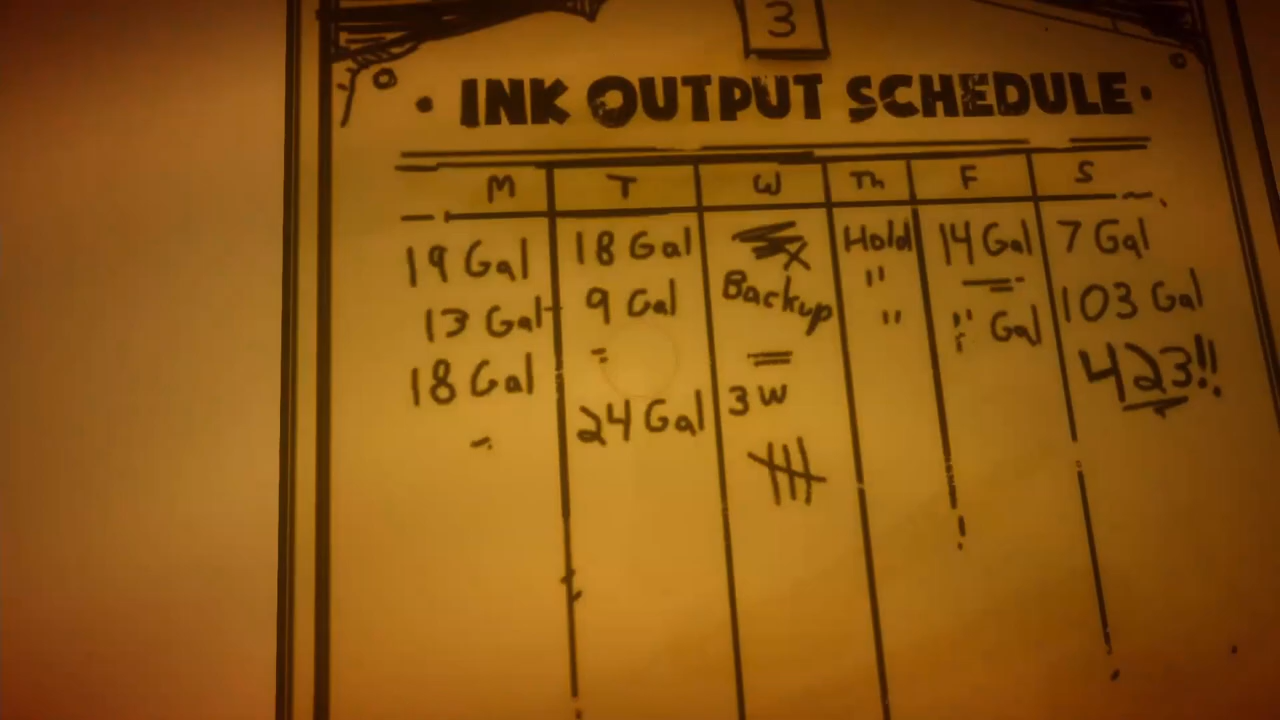 3
· INK OUTPUT SCHEDULE ·
M T W Th F S
19 Gal 18 Gal Hold 14 Gal 7 Gal
13 Gal 9 Gal Backup " = 103 Gal
18 Gal = = " " Gal 423!!
24 Gal 3W